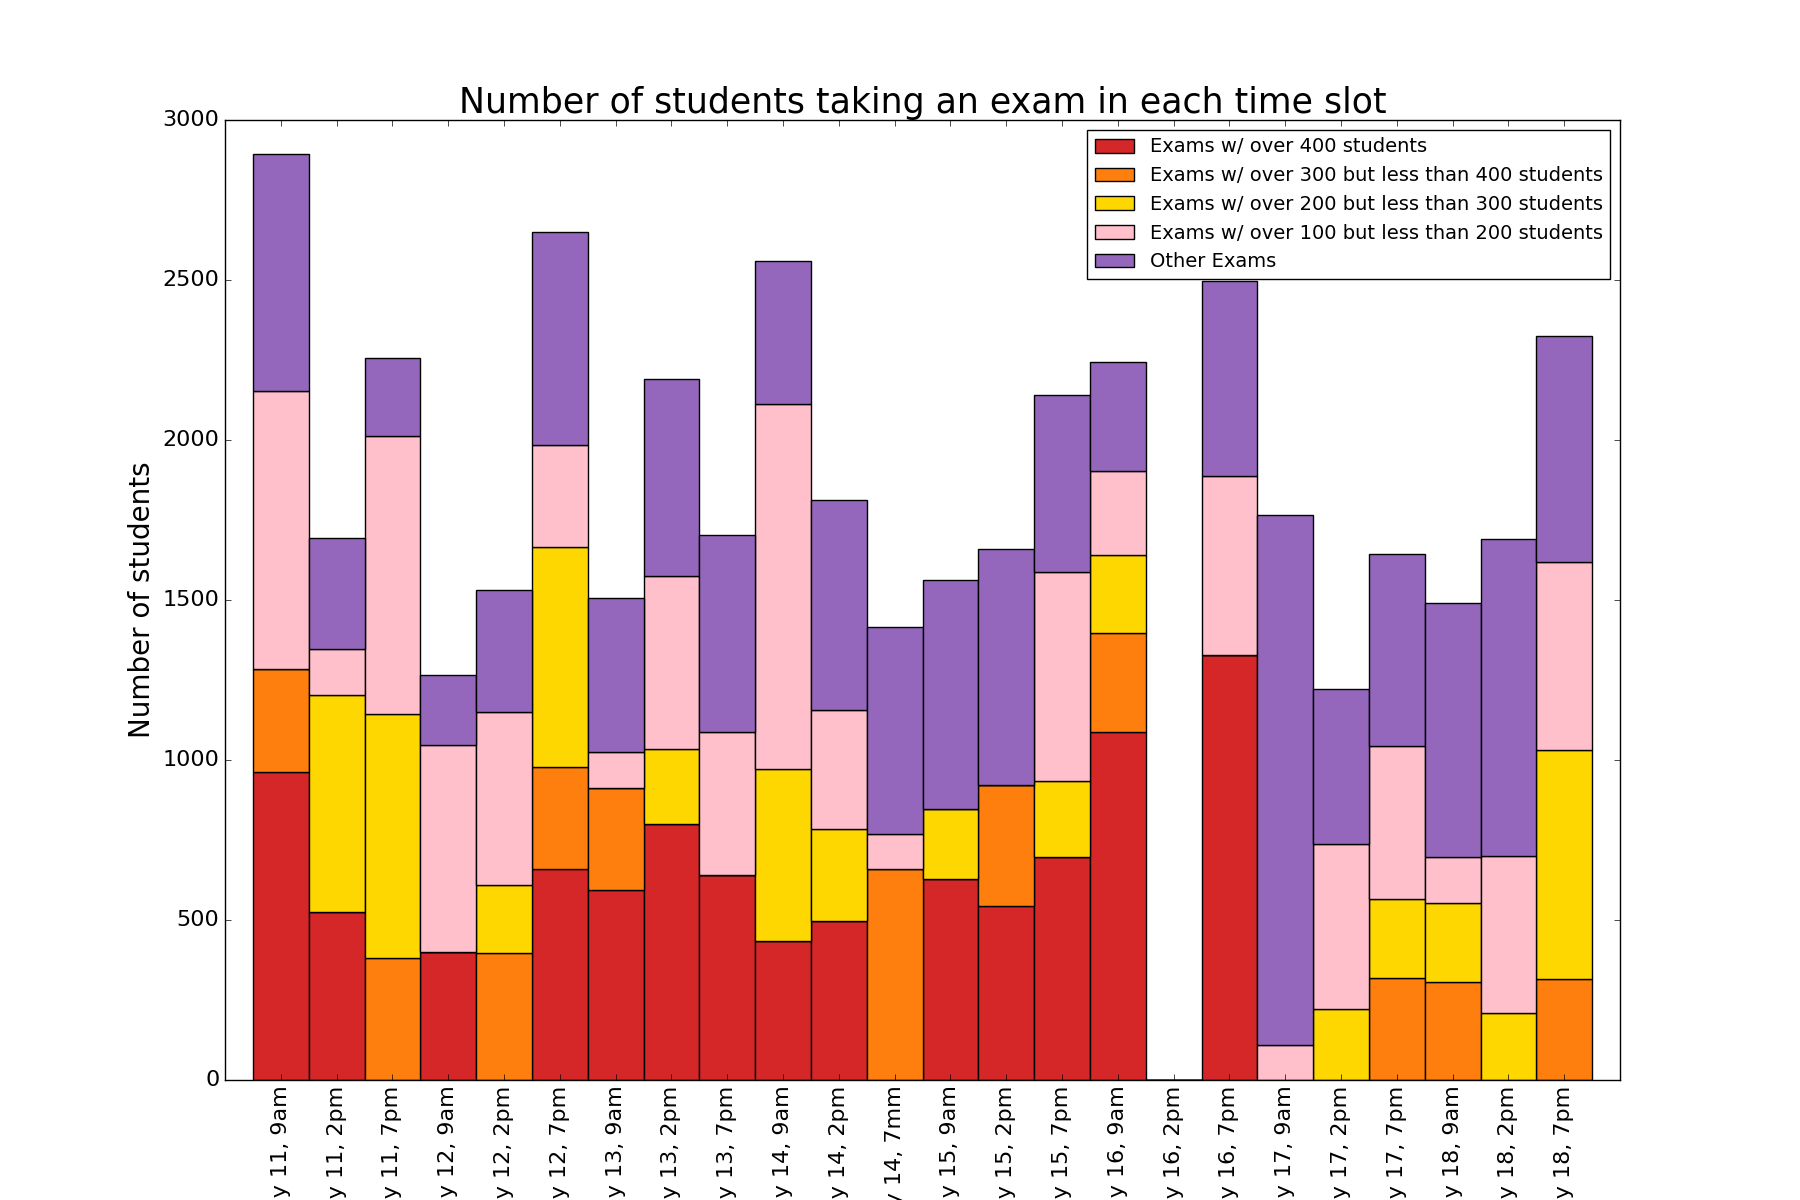 Number of students taking an exam in each time slot
Exams w/ over 400 students
Exams w/ over 300 but less than 400 students
Exams w/ over 200 but less than 300 students
Exams w/ over 100 but less than 200 students
Other Exams
Number of students
3000
2500
2000
1500
1000
500
0
y 11, 9am
y 11, 2pm
y 11, 7pm
y 12, 9am
y 12, 2pm
y 12, 7pm
y 13, 9am
y 13, 2pm
y 13, 7pm
y 14, 9am
y 14, 2pm
y 14, 7mm
y 15, 9am
y 15, 2pm
y 15, 7pm
y 16, 9am
y 16, 2pm
y 16, 7pm
y 17, 9am
y 17, 2pm
y 17, 7pm
y 18, 9am
y 18, 2pm
y 18, 7pm